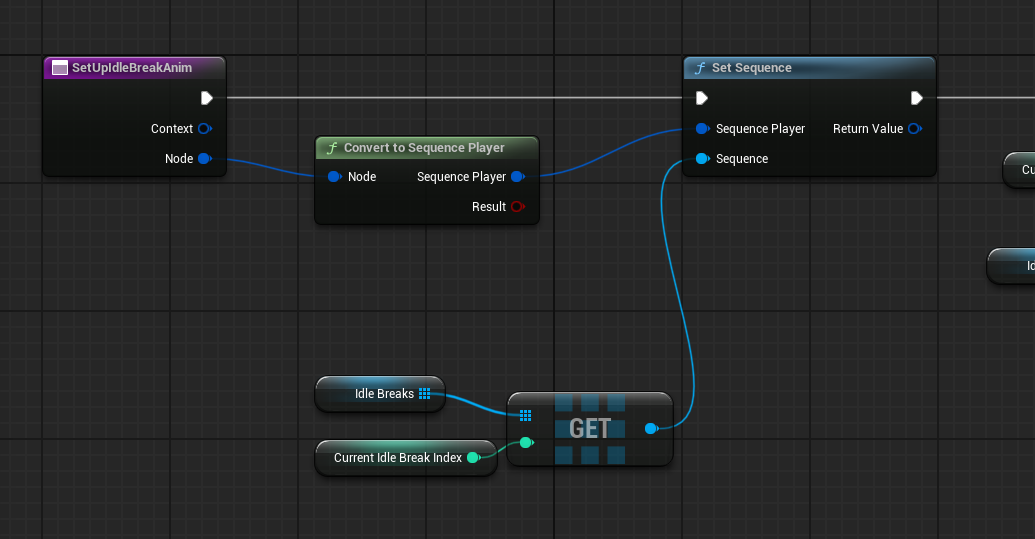 SetUpIdleBreakAnim
Context
Node
Convert to Sequence Player
Node
Sequence Player
Result
Set Sequence
Sequence Player
Return Value
Sequence
Idle Breaks
Current Idle Break Index
GET
Cu
Id